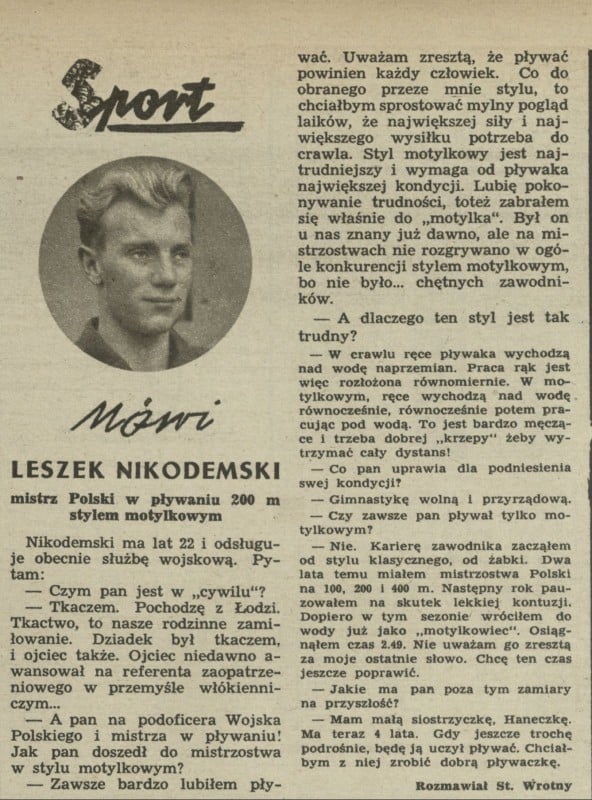 Sport
Mówi
LESZEK NIKODEMSKI
mistrz Polski w pływaniu 200 m
stylem motylkowym
Nikodemski ma lat 22 i odsługu-
je obecnie służbę wojskową. Py-
tam:
— Czym pan jest w „cywilu“?
— Tkaczem. Pochodzę z Łodzi.
Tkactwo, to nasze rodzinne zami-
łowanie. Dziadek był tkaczem,
i ojciec także. Ojciec niedawno a-
wansował na referenta zaopatrze-
niowego w przemyśle włókienni-
czym...
— A pan na podoficera Wojska
Polskiego i mistrza w pływaniu!
Jak pan doszedł do mistrzostwa
w stylu motylkowym?
— Zawsze bardzo lubiłem pły-
wać. Uważam zresztą, że pływać
powinien każdy człowiek. Co do
obranego przeze mnie stylu, to
chciałbym sprostować mylny pogląd
laików, że największej siły i naj-
większego wysiłku potrzeba do
crawla. Styl motylkowy jest naj-
trudniejszy i wymaga od pływaka
największej kondycji. Lubię poko-
nywanie trudności, toteż zabrałem
się właśnie do „motylka“. Był on
u nas znany już dawno, ale na mi-
strzostwach nie rozgrywano w ogó-
le konkurencji stylem motylkowym,
bo nie było... chętnych zawodni-
ków.
— A dlaczego ten styl jest tak
trudny?
— W crawlu ręce pływaka wychodzą
nad wodę naprzemian. Praca rąk jest
więc rozłożona równomiernie. W mo-
tylkowym, ręce wychodzą nad wodę
równocześnie, równocześnie potem pra-
cując pod wodą. To jest bardzo męczą-
ce i trzeba dobrej „krzepy“ żeby wy-
trzymać cały dystans!
— Co pan uprawia dla podniesienia
swej kondycji?
— Gimnastykę wolną i przyrządową.
— Czy zawsze pan pływał tylko mo-
tylkowym?
— Nie. Karierę zawodnika zacząłem
od stylu klasycznego, od żabki. Dwa
lata temu miałem mistrzostwa Polski
na 100, 200 i 400 m. Następny rok pau-
zowałem na skutek lekkiej kontuzji.
Dopiero w tym sezonie wróciłem do
wody już jako „motylkowiec“. Osiąg-
nąłem czas 2.49. Nie uważam go zresztą
za moje ostatnie słowo. Chcę ten czas
jeszcze poprawić.
— Jakie ma pan poza tym zamiary
na przyszłość?
— Mam małą siostrzyczkę, Haneczkę.
Ma teraz 4 lata. Gdy jeszcze trochę
podrośnie, będę ją uczył pływać. Chciał-
bym z niej zrobić dobrą pływaczkę.
Rozmawiał St. Wrotny